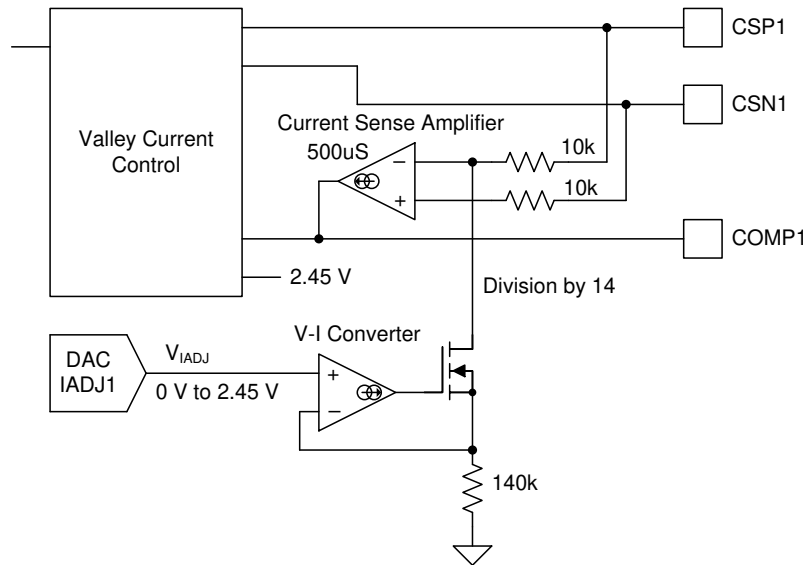 CSP1
CSN1
Valley Current
Control
Current Sense Amplifier
500uS
10k
10k
−
+
COMP1
2.45 V
Division by 14
V-I Converter
DAC
IADJ1
VIADJ
0 V to 2.45 V
+
−
140k